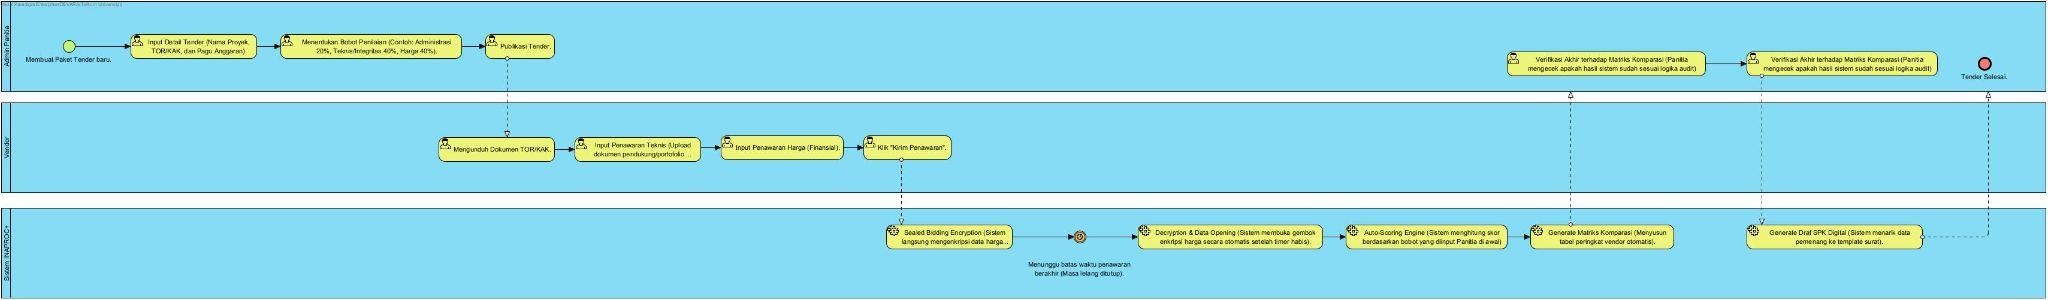 Admin Panitia
Membuat Paket Tender baru.
Input Detail Tender (Nama Proyek,
TOR/KAK, dan Pagu Anggaran).
Menentukan Bobot Penilaian (Contoh: Administrasi
20%, Teknis/Integritas 40%, Harga 40%).
Publikasi Tender.
Verifikasi Akhir terhadap Matriks Komparasi (Panitia
mengecek apakah hasil sistem sudah sesuai logika audit)
Verifikasi Akhir terhadap Matriks Komparasi (Panitia
mengecek apakah hasil sistem sudah sesuai logika audit)
Tender Selesai.
Vendor
Mengunduh Dokumen TOR/KAK.
Input Penawaran Teknis (Upload
dokumen pendukung/portofolio ...
Input Penawaran Harga (Finansial).
Klik "Kirim Penawaran".
Sistem INAPROC+
Sealed Bidding Encryption (Sistem
langsung mengenkripsi data harga...
Menunggu batas waktu penawaran
berakhir (Masa lelang ditutup).
Decryption & Data Opening (Sistem membuka gembok
enkripsi harga secara otomatis setelah timer habis).
Auto-Scoring Engine (Sistem menghitung skor
berdasarkan bobot yang diinput Panitia di awal)
Generate Matriks Komparasi (Menyusun
tabel peringkat vendor otomatis).
Generate Draf SPK Digital (Sistem menarik data
pemenang ke template surat).